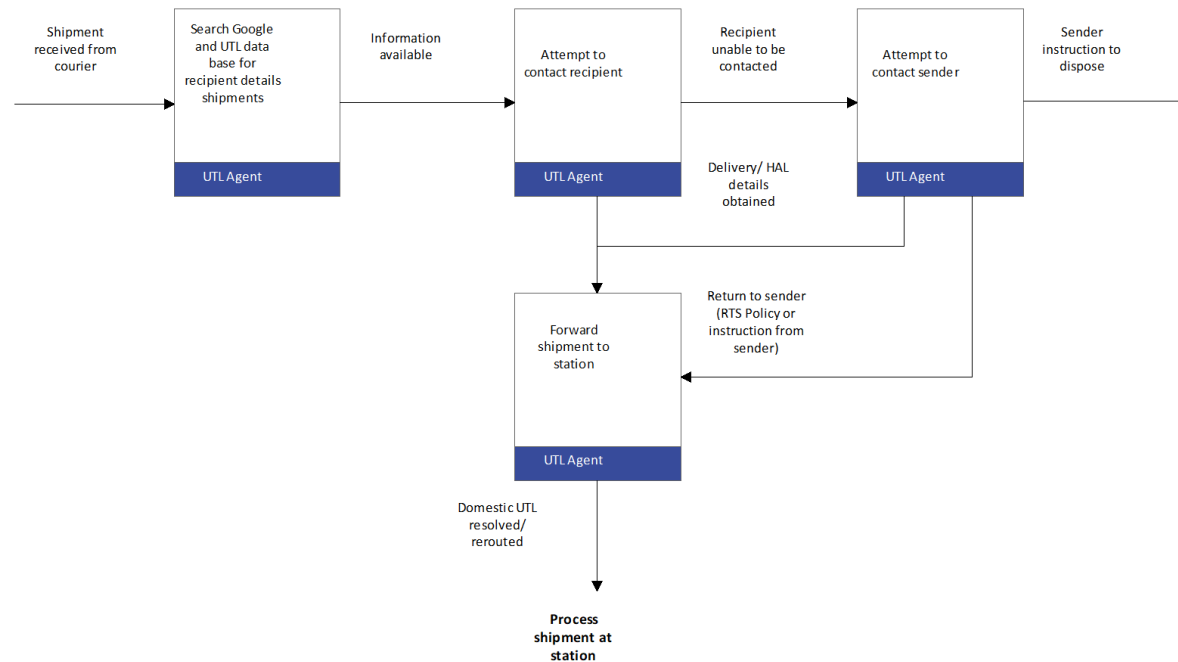 Shipment
received from
courier
Search Google
and UTL data
base for
recipient details
shipments
UTL Agent
Information
available
Attempt to
contact recipient
UTL Agent
Recipient
unable to be
contacted
Attempt to
contact sender
UTL Agent
Sender
instruction to
dispose
Delivery/ HAL
details
obtained
Forward
shipment to
station
UTL Agent
Return to sender
(RTS Policy or
instruction from
sender)
Domestic UTL
resolved/
rerouted
Process
shipment at
station